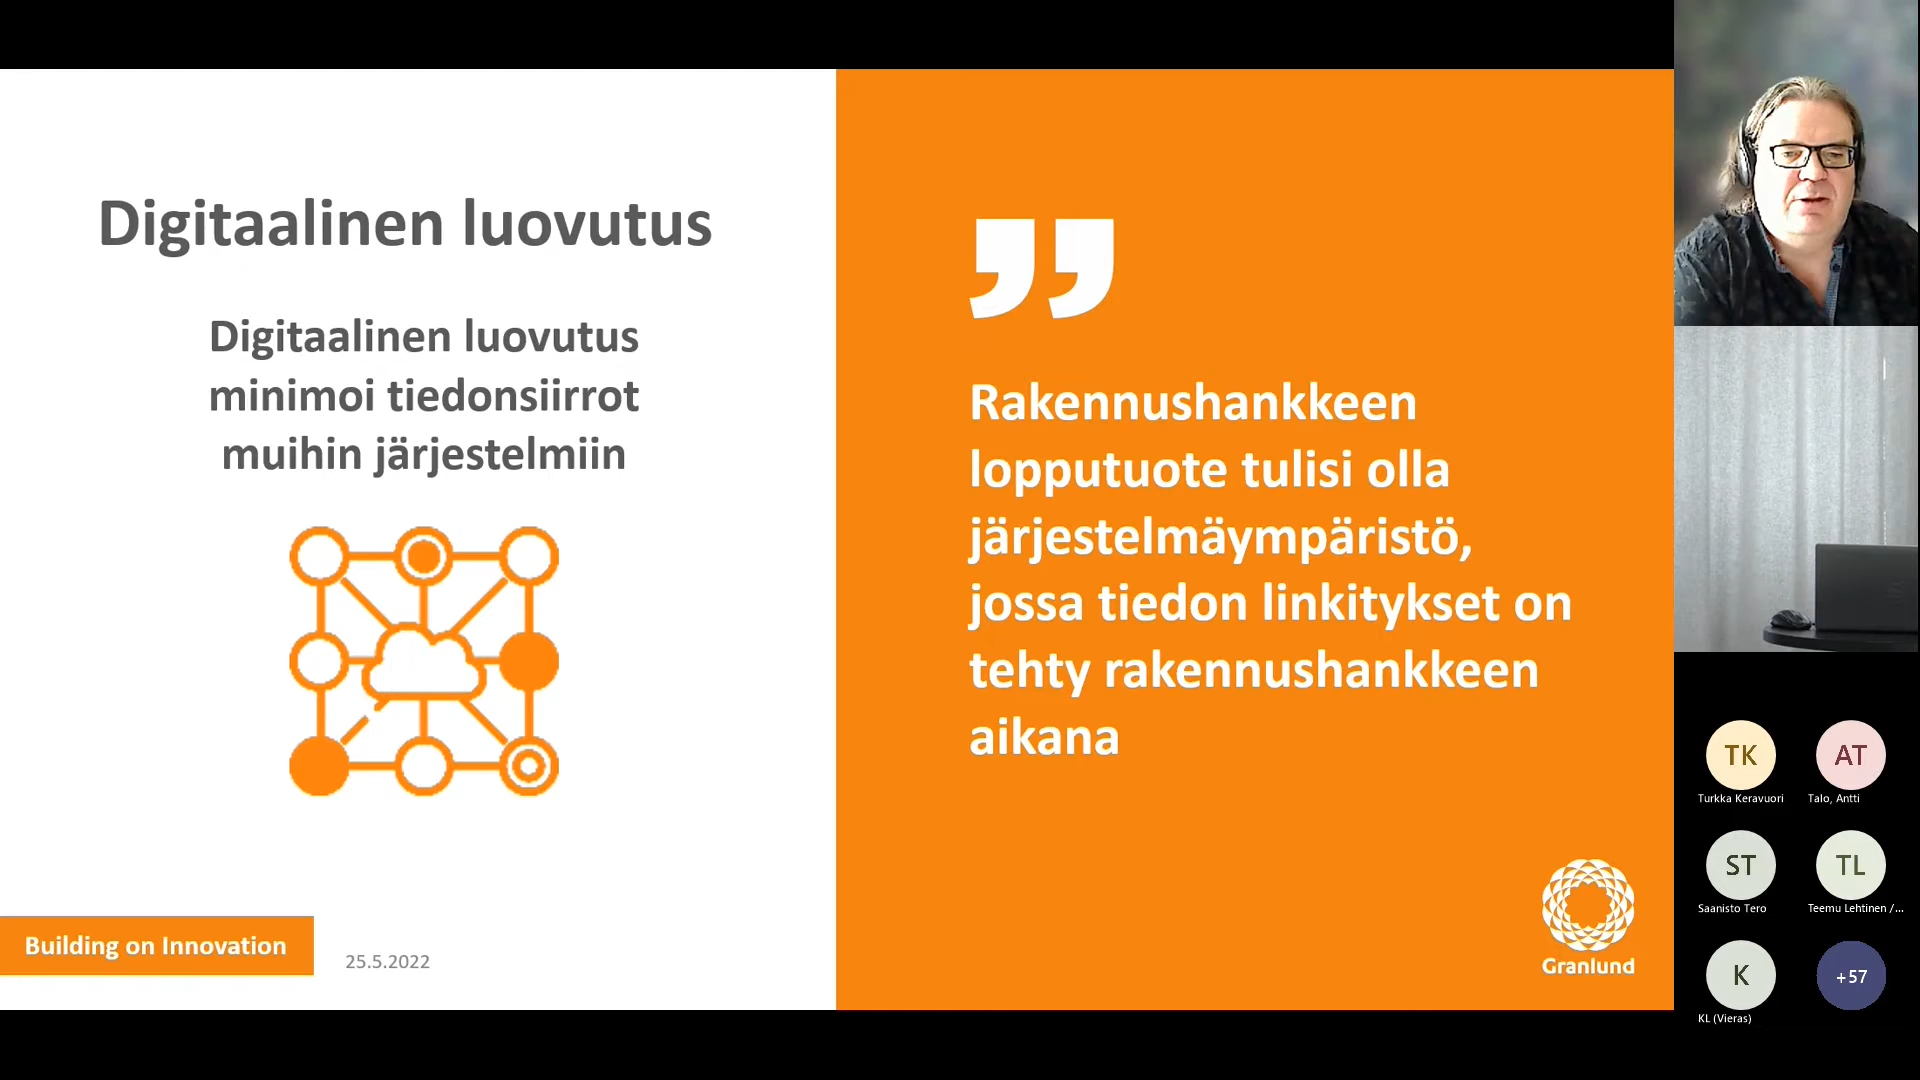 Digitaalinen luovutus
Digitaalinen luovutus
minimoi tiedonsiirrot
muihin järjestelmiin
Building on Innovation
25.5.2022
Rakennushankkeen
lopputuote tulisi olla
järjestelmäympäristö,
jossa tiedon linkitykset on
tehty rakennushankkeen
aikana
Granlund
TK
Turkka Keravuori
AT
Talo, Antti
ST
Saanisto Tero
TL
Teemu Lehtinen /...
K
KL (Vieras)
+57